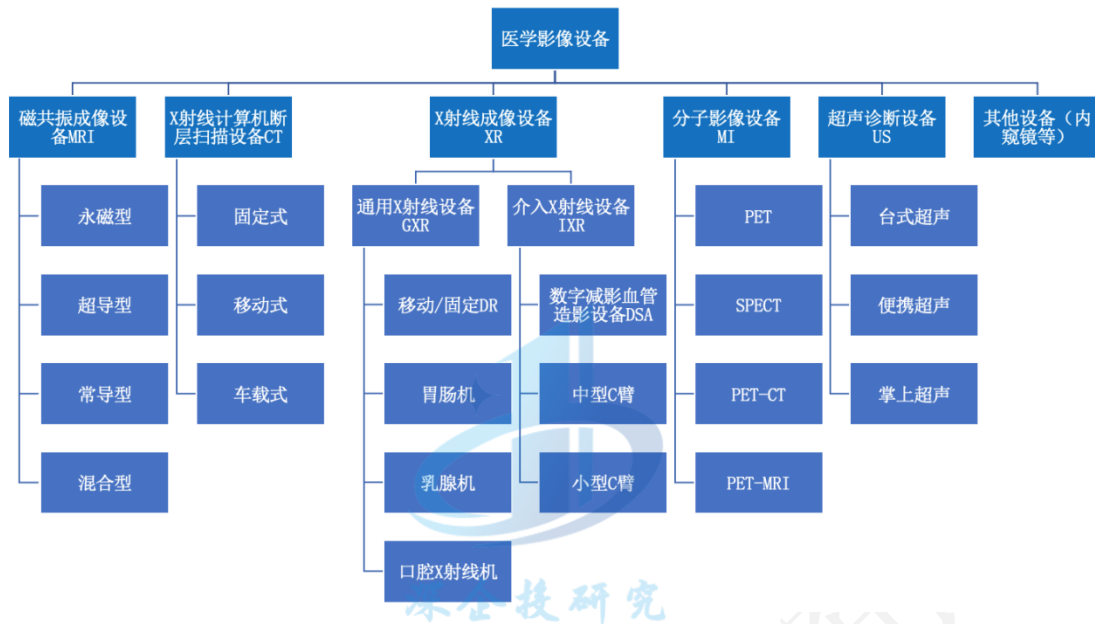 医学影像设备
磁共振成像设
备MRI
X射线计算机断
层扫描设备CT
X射线成像设备
XR
分子影像设备
MI
超声诊断设备
US
其他设备（内
窥镜等）
永磁型
超导型
常导型
混合型
固定式
移动式
车载式
通用X射线设备
GXR
移动/固定DR
胃肠机
乳腺机
口腔X射线机
介入X射线设备
IXR
数字减影血管
造影设备DSA
中型C臂
小型C臂
PET
SPECT
PET-CT
PET-MRI
台式超声
便携超声
掌上超声
深企投研究